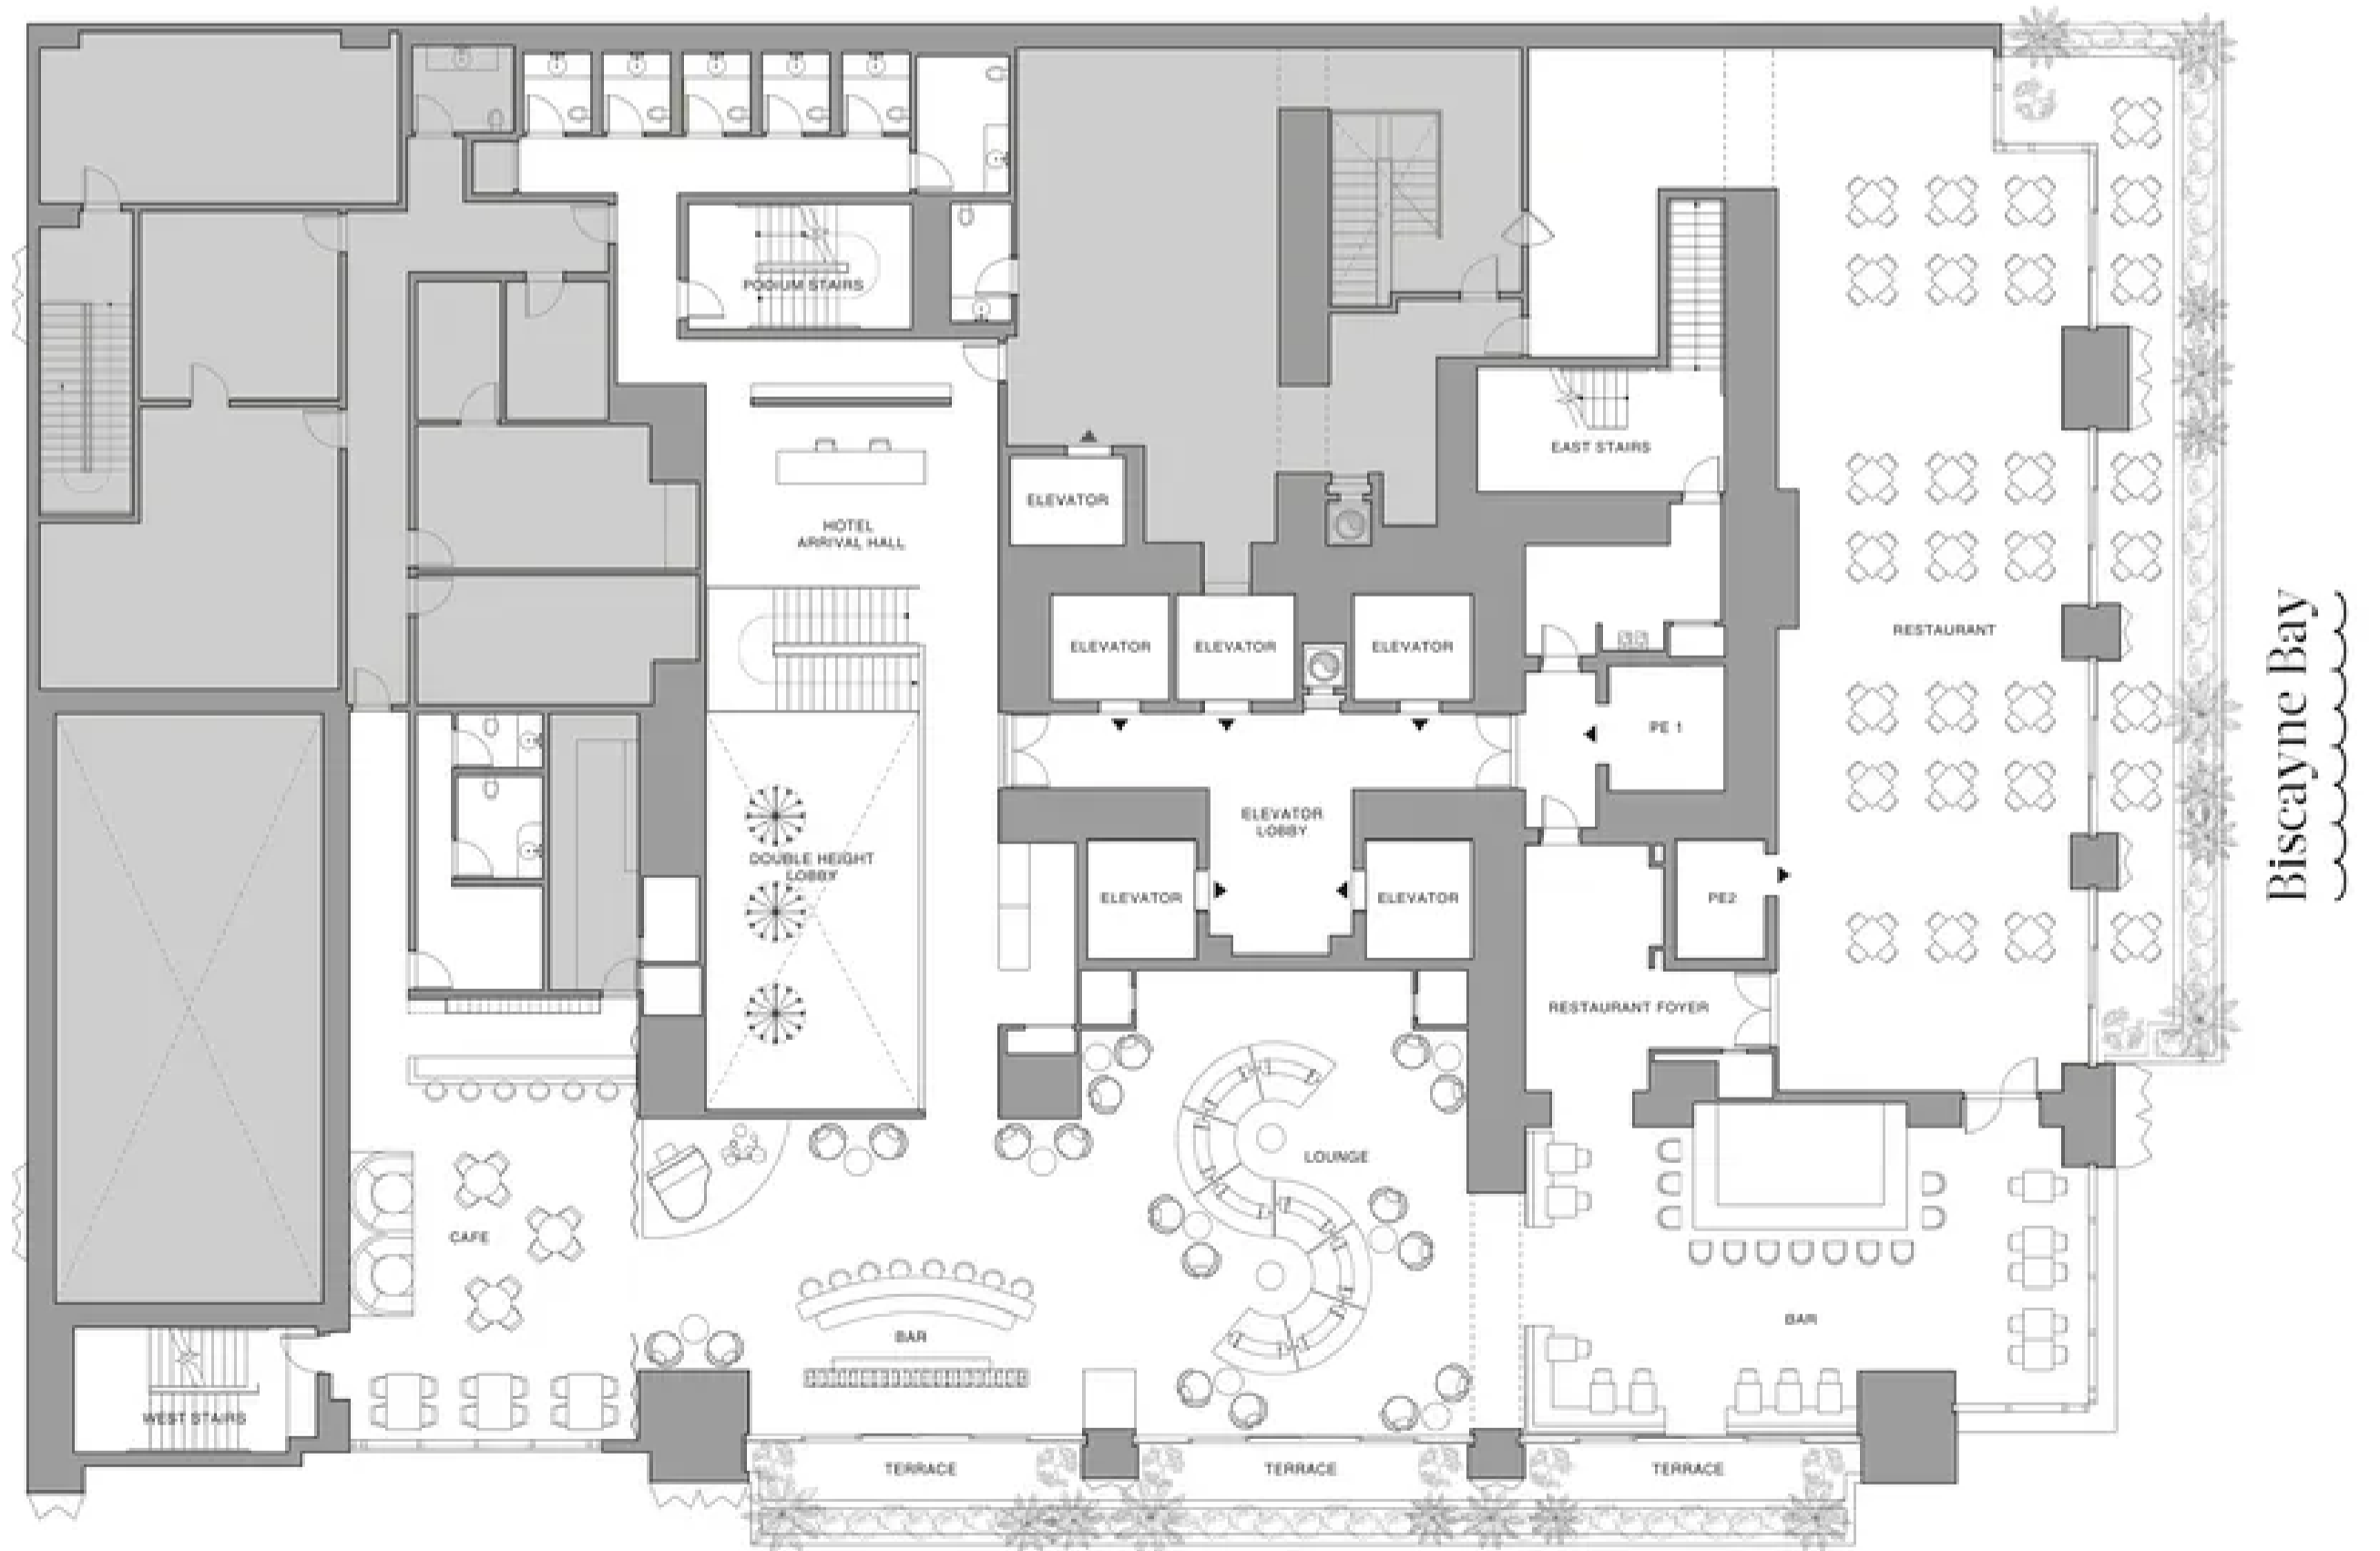 PODIUM STAIRS
EAST STAIRS
ELEVATOR
HOTEL
ARRIVAL HALL
RESTAURANT
ELEVATOR
ELEVATOR
ELEVATOR
PE 1
Biscayne Bay
ELEVATOR
LOBBY
DOUBLE HEIGHT
LOBBY
ELEVATOR
ELEVATOR
PE2
RESTAURANT FOYER
LOUNGE
CAFE
BAR
BAR
WEST STAIRS
TERRACE
TERRACE
TERRACE